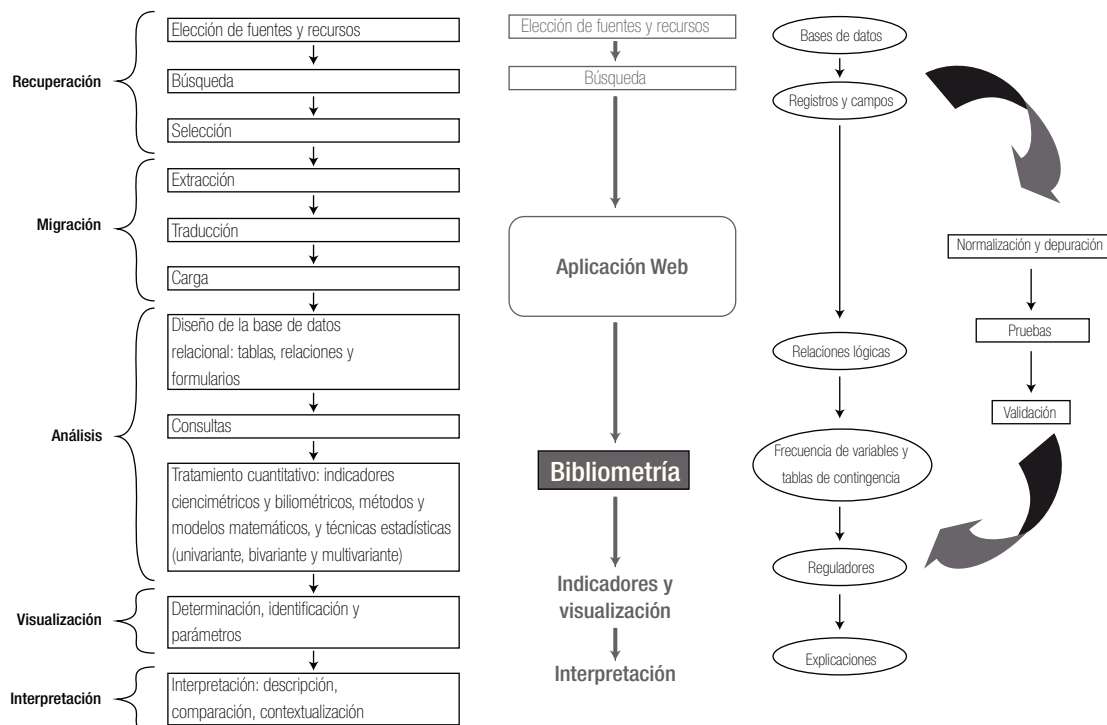 Recuperación
Elección de fuentes y recursos
Búsqueda
Selección
Migración
Extracción
Traducción
Carga
Análisis
Diseño de la base de datos
relacional: tablas, relaciones y
formularios
Consultas
Tratamiento cuantitativo: indicadores
ciencimétricos y biliométricos, métodos y
modelos matemáticos, y técnicas estadísticas
(univariante, bivariante y multivariante)
Visualización
Determinación, identificación y
parámetros
Interpretación
Interpretación: descripción,
comparación, contextualización
Elección de fuentes y recursos
Búsqueda
Aplicación Web
Bibliometría
Indicadores y
visualización
Interpretación
Bases de datos
Registros y campos
Relaciones lógicas
Frecuencia de variables y
tablas de contingencia
Reguladores
Explicaciones
Normalización y depuración
Pruebas
Validación